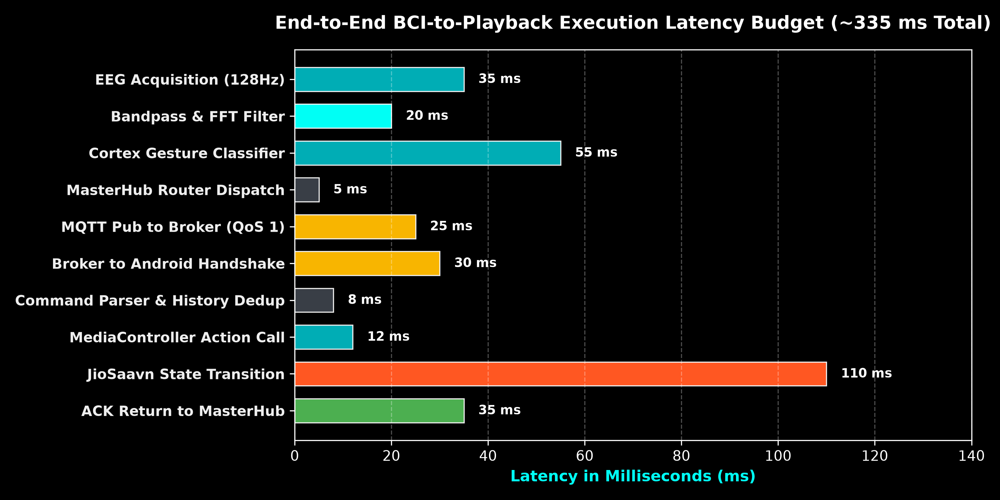 End-to-End BCI-to-Playback Execution Latency Budget (~335 ms Total)
EEG Acquisition (128Hz) 35 ms
Bandpass & FFT Filter 20 ms
Cortex Gesture Classifier 55 ms
MasterHub Router Dispatch 5 ms
MQTT Pub to Broker (QoS 1) 25 ms
Broker to Android Handshake 30 ms
Command Parser & History Dedup 8 ms
MediaController Action Call 12 ms
JioSaavn State Transition 110 ms
ACK Return to MasterHub 35 ms
0 20 40 60 80 100 120 140
Latency in Milliseconds (ms)